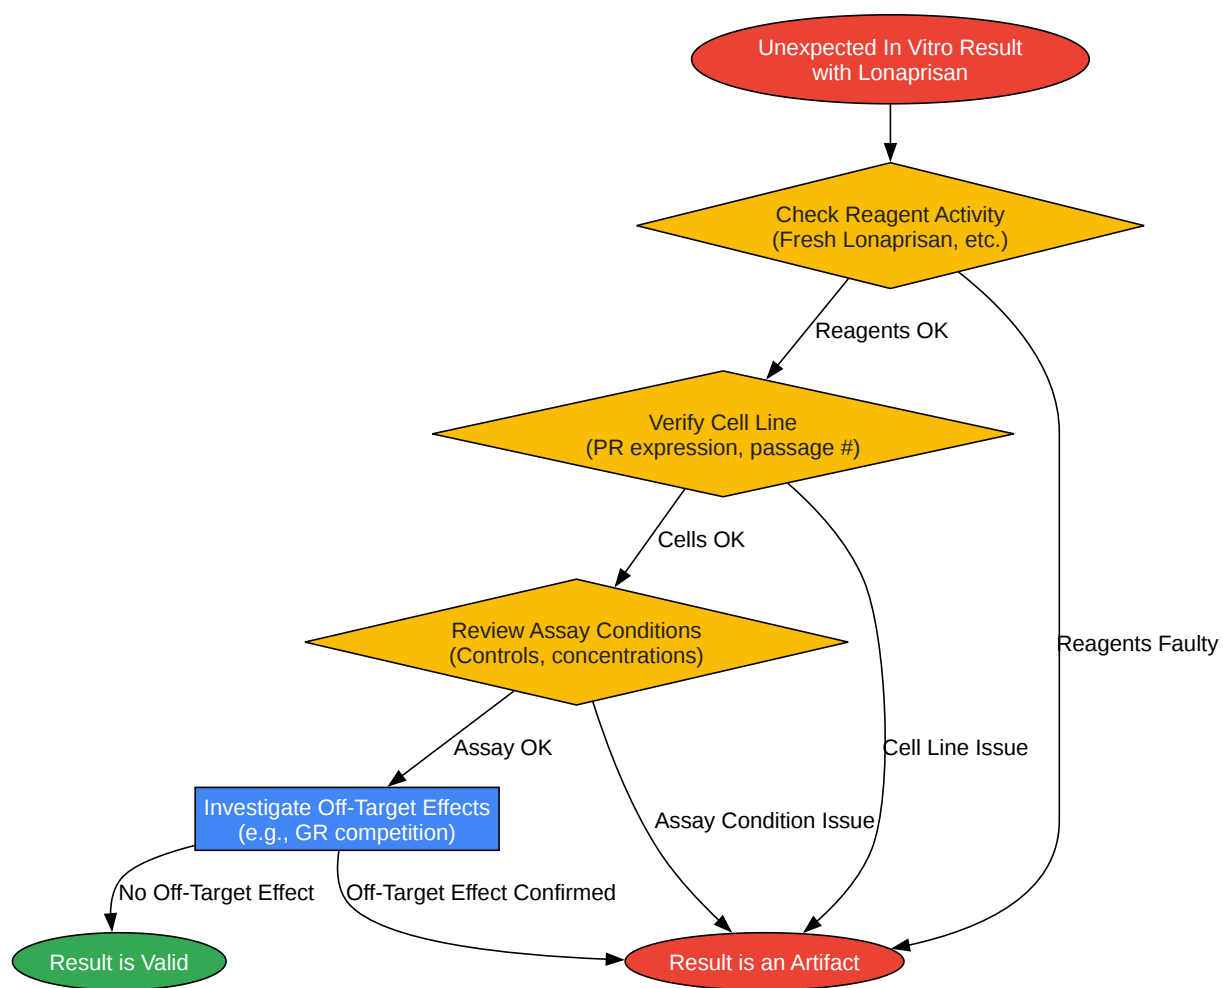 Unexpected In Vitro Result
with Lonaprisan
Check Reagent Activity
(Fresh Lonaprisan, etc.)
Reagents OK
Verify Cell Line
(PR expression, passage #)
Cells OK
Review Assay Conditions
(Controls, concentrations)
Reagents Faulty
Assay OK
Cell Line Issue
Investigate Off-Target Effects
(e.g., GR competition)
Assay Condition Issue
No Off-Target Effect
Off-Target Effect Confirmed
Result is Valid
Result is an Artifact